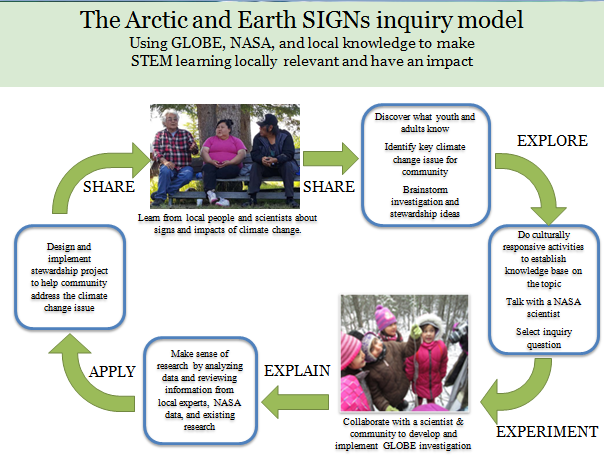 The Arctic and Earth SIGNs inquiry model
Using GLOBE, NASA, and local knowledge to make
STEM learning locally relevant and have an impact
SHARE
Learn from local people and scientists about
signs and impacts of climate change.
SHARE
Discover what youth and
adults know
Identify key climate
change issue for
community
Brainstorm
investigation and
stewardship ideas
EXPLORE
Do culturally
responsive activities
to establish
knowledge base on
the topic
Talk with a NASA
scientist
Select inquiry
question
EXPERIMENT
Collaborate with a scientist &
community to develop and
implement GLOBE investigation
EXPLAIN
Make sense of
research by analyzing
data and reviewing
information from
local experts, NASA
data, and existing
research
APPLY
Design and
implement
stewardship project
to help community
address the climate
change issue